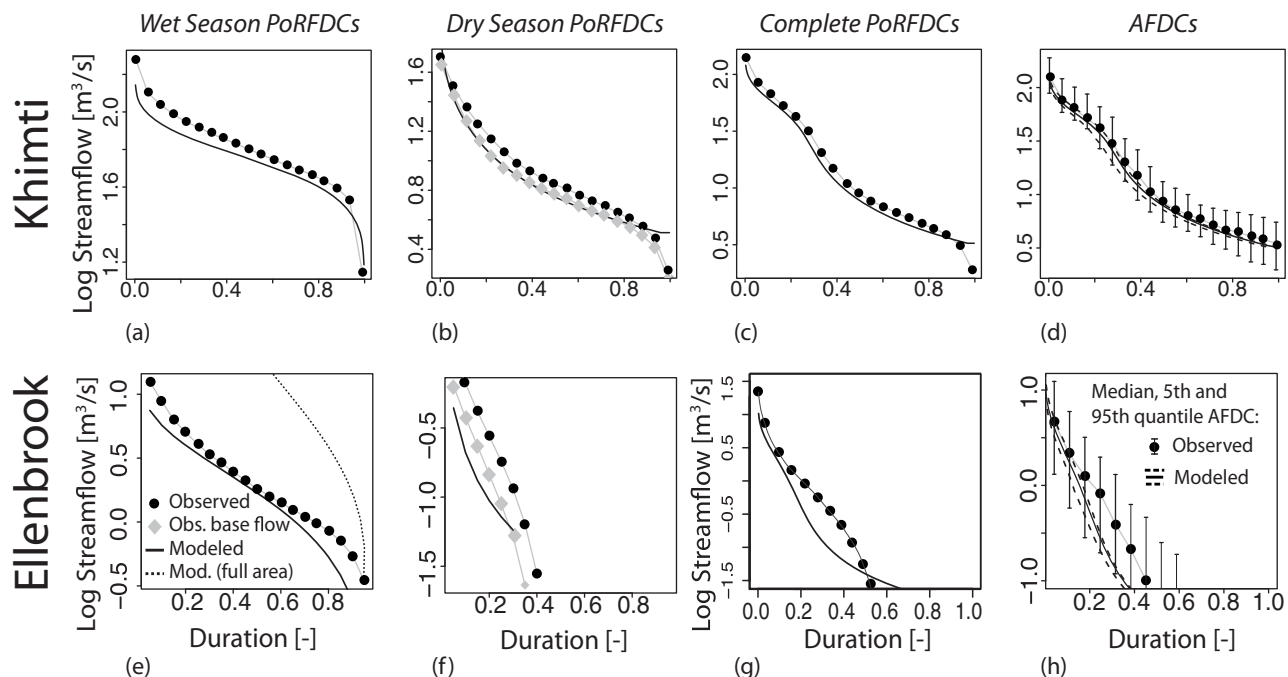 Wet Season PoRFDCs
Dry Season PoRFDCs
Complete PoRFDCs
AFDCs
Khimti
Log Streamflow [m³/s]
2.0
1.6
1.2
0.0 0.4 0.8
(a)
1.6
1.2
0.8
0.4
0.0 0.4 0.8
(b)
2.0
1.5
1.0
0.5
0.0 0.4 0.8
(c)
2.0
1.5
1.0
0.5
0.0 0.4 0.8
(d)
Ellenbrook
Log Streamflow [m³/s]
1.0
0.5
0.0
−0.5
Observed
Obs. base flow
Modeled
Mod. (full area)
0.2 0.4 0.6 0.8
Duration [-]
(e)
−0.5
−1.0
−1.5
0.2 0.4 0.6 0.8
Duration [-]
(f)
Log Streamflow [m³/s]
1.5
0.5
−0.5
−1.5
0.0 0.2 0.4 0.6 0.8 1.0
Duration [-]
(g)
1.0
0.0
−1.0
Median, 5th and
95th quantile AFDC:
Observed
Modeled
0.2 0.4 0.6 0.8 1.0
Duration [-]
(h)